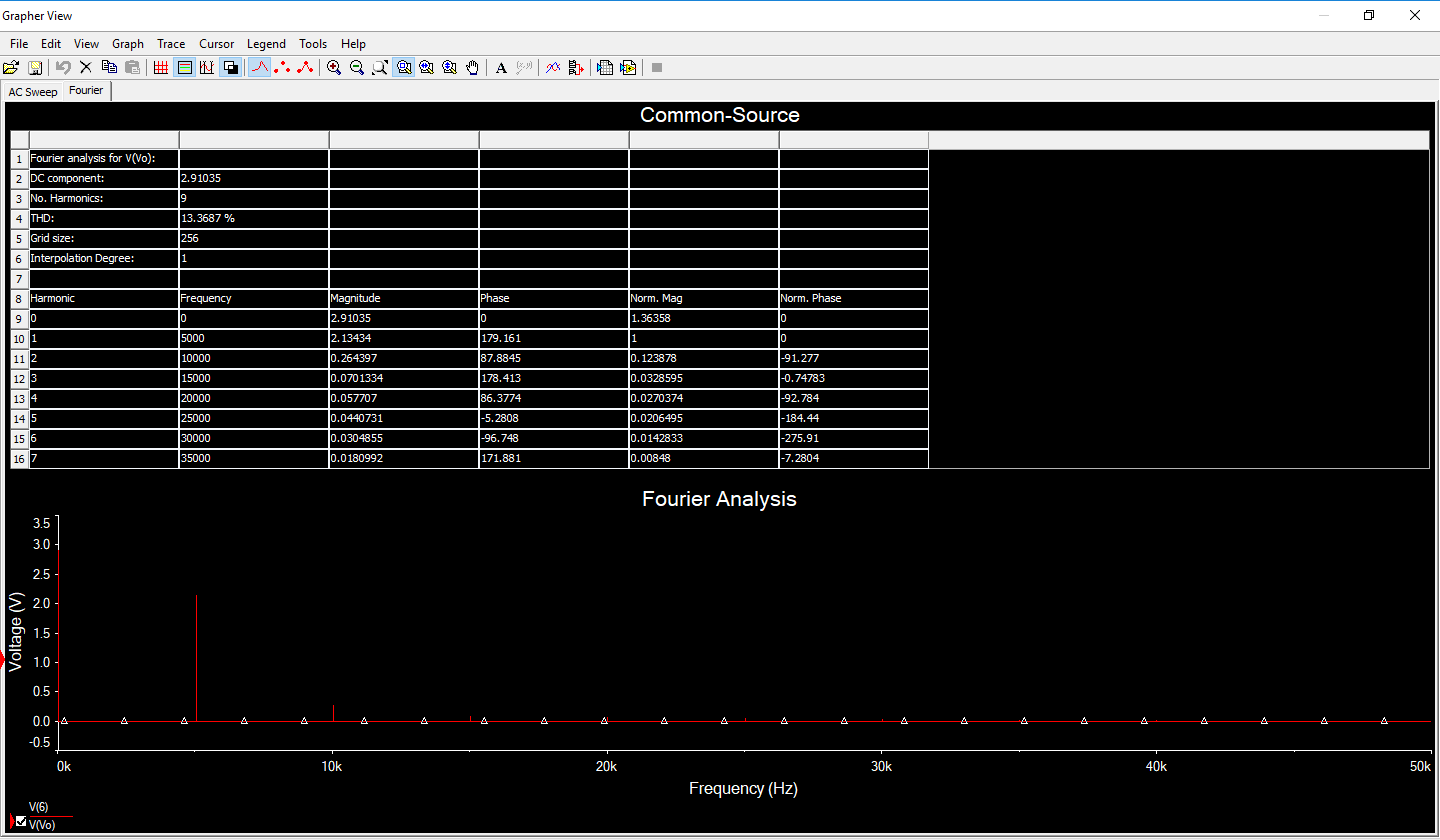 Grapher View
File Edit View Graph Trace Cursor Legend Tools Help
A
AC Sweep Fourier
Common-Source
1 Fourier analysis for V(Vo):
2 DC component: 2.91035
3 No. Harmonics: 9
4 THD: 13.3687 %
5 Grid size: 256
6 Interpolation Degree: 1
7
8 Harmonic Frequency Magnitude Phase Norm. Mag Norm. Phase
9 0 0 2.91035 0 1.36358 0
10 1 5000 2.13434 179.161 1 0
11 2 10000 0.264397 87.8845 0.123878 -91.277
12 3 15000 0.0701334 178.413 0.0328595 -0.74783
13 4 20000 0.057707 86.3774 0.0270374 -92.784
14 5 25000 0.0440731 -5.2808 0.0206495 -184.44
15 6 30000 0.0304855 -96.748 0.0142833 -275.91
16 7 35000 0.0180992 171.881 0.00848 -7.2804
Fourier Analysis
3.5
3.0
2.5
2.0
1.5
1.0
0.5
0.0
-0.5
Voltage (V)
0k 10k 20k 30k 40k 50k
Frequency (Hz)
V(6)
V(Vo)